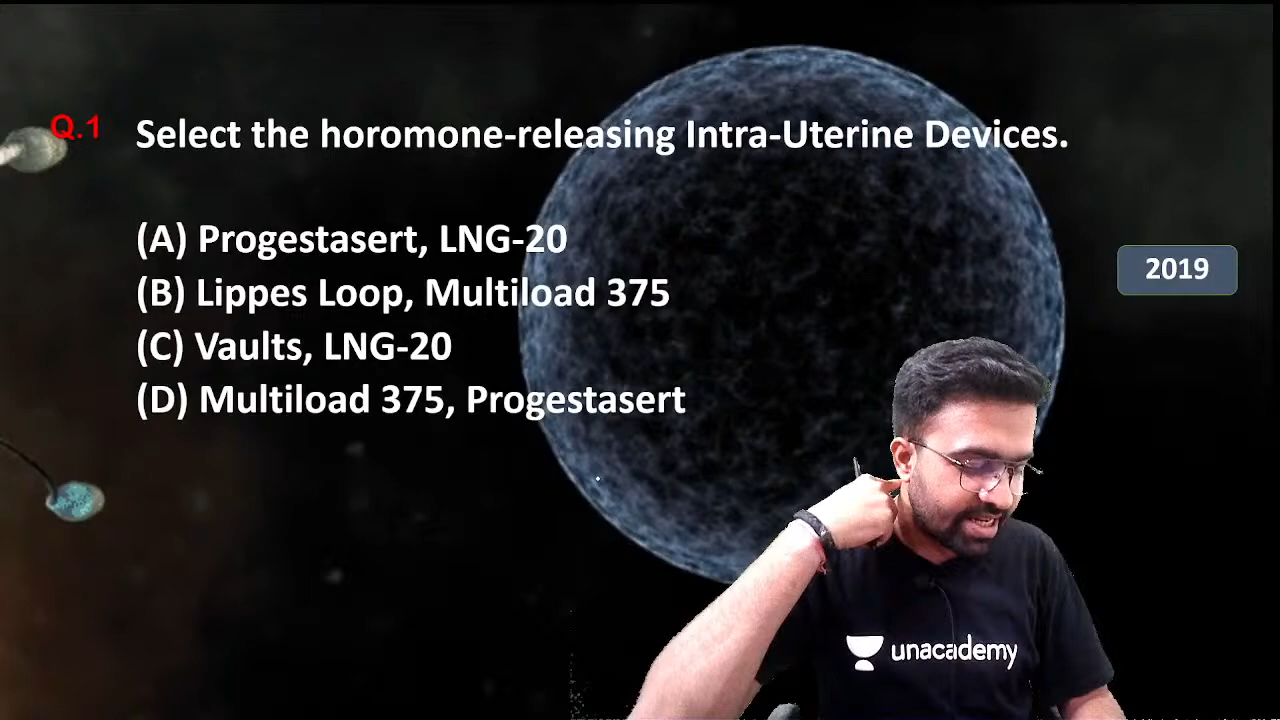 Q.1 Select the horomone-releasing Intra-Uterine Devices.
(A) Progestasert, LNG-20
2019
(B) Lippes Loop, Multiload 375
(C) Vaults, LNG-20
(D) Multiload 375, Progestasert
unacademy